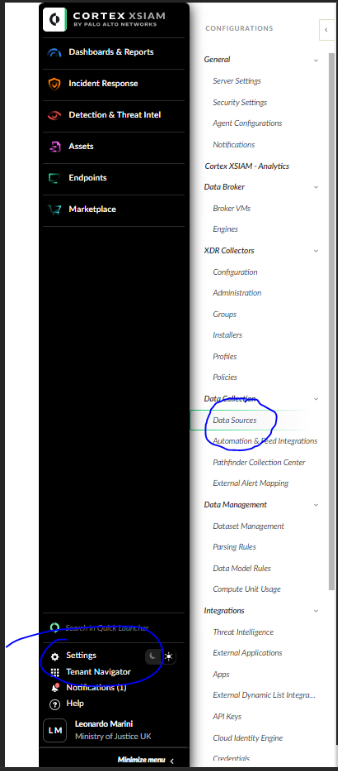 CORTEX XSIAM
BY PALO ALTO NETWORKS
Dashboards & Reports
Incident Response
Detection & Threat Intel
Assets
Endpoints
Marketplace
Search in Quick Launcher
Settings
Tenant Navigator
Notifications (1)
Help
LM
Leonardo Marini
Ministry of Justice UK
Minimize menu
CONFIGURATIONS
General
Server Settings
Security Settings
Agent Configurations
Notifications
Cortex XSIAM - Analytics
Data Broker
Broker VMs
Engines
XDR Collectors
Configuration
Administration
Groups
Installers
Profiles
Policies
Data Collection
Data Sources
Automation & Feed Integrations
Pathfinder Collection Center
External Alert Mapping
Data Management
Dataset Management
Parsing Rules
Data Model Rules
Compute Unit Usage
Integrations
Threat Intelligence
External Applications
Apps
External Dynamic List Integra...
API Keys
Cloud Identity Engine
Credentials